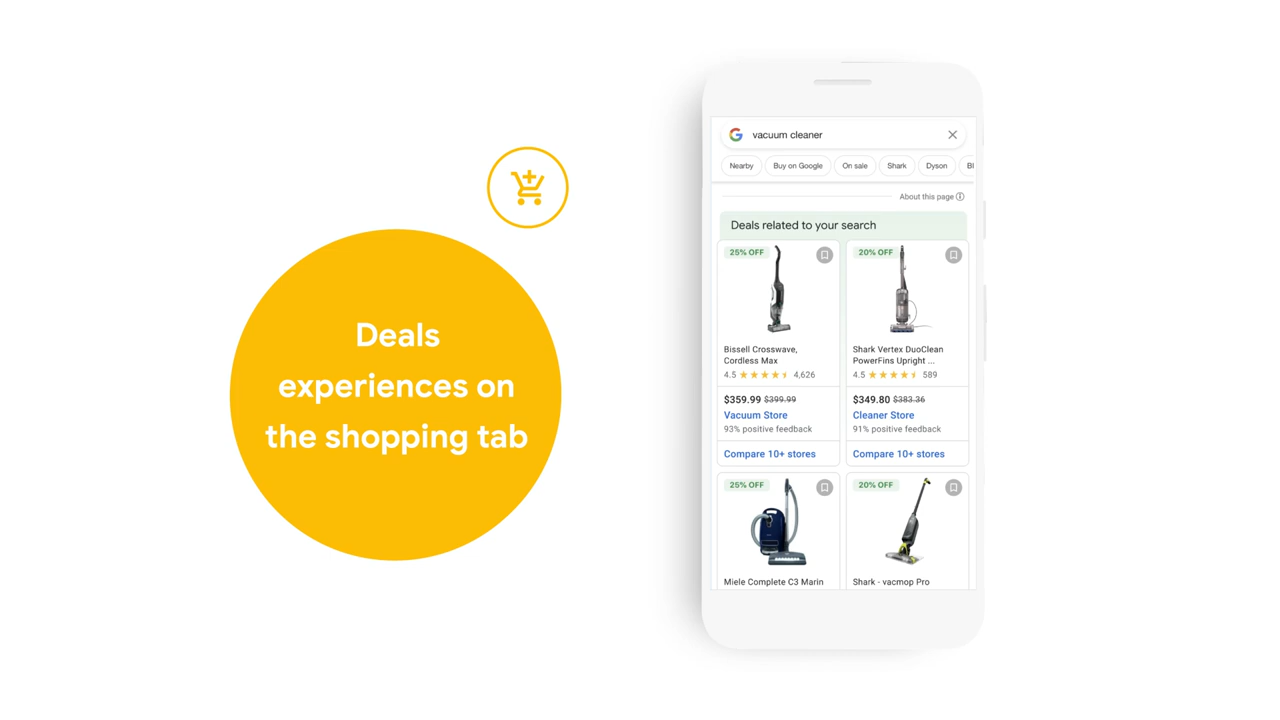 Deals
experiences on
the shopping tab
vacuum cleaner
Nearby
Buy on Google
On sale
Shark
Dyson
Bl
About this page
Deals related to your search
25% OFF
Bissell Crosswave,
Cordless Max
4.5 4,626
$359.99 $399.99
Vacuum Store
93% positive feedback
Compare 10+ stores
20% OFF
Shark Vertex DuoClean
PowerFins Upright ...
4.5 589
$349.80 $383.36
Cleaner Store
91% positive feedback
Compare 10+ stores
25% OFF
Miele Complete C3 Marin
20% OFF
Shark - vacmop Pro